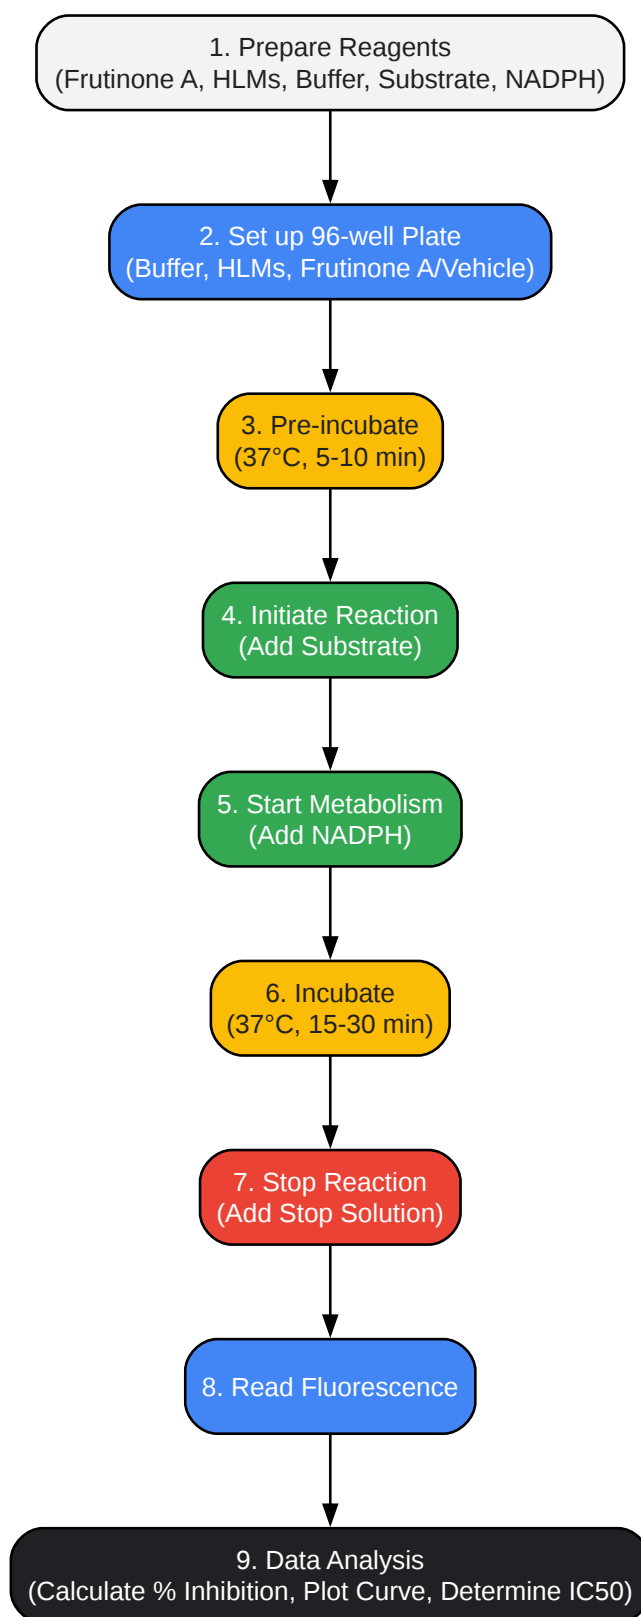 1. Prepare Reagents
(Frutinone A, HLMs, Buffer, Substrate, NADPH)
2. Set up 96-well Plate
(Buffer, HLMs, Frutinone A/Vehicle)
3. Pre-incubate
(37°C, 5-10 min)
4. Initiate Reaction
(Add Substrate)
5. Start Metabolism
(Add NADPH)
6. Incubate
(37°C, 15-30 min)
7. Stop Reaction
(Add Stop Solution)
8. Read Fluorescence
9. Data Analysis
(Calculate % Inhibition, Plot Curve, Determine IC50)